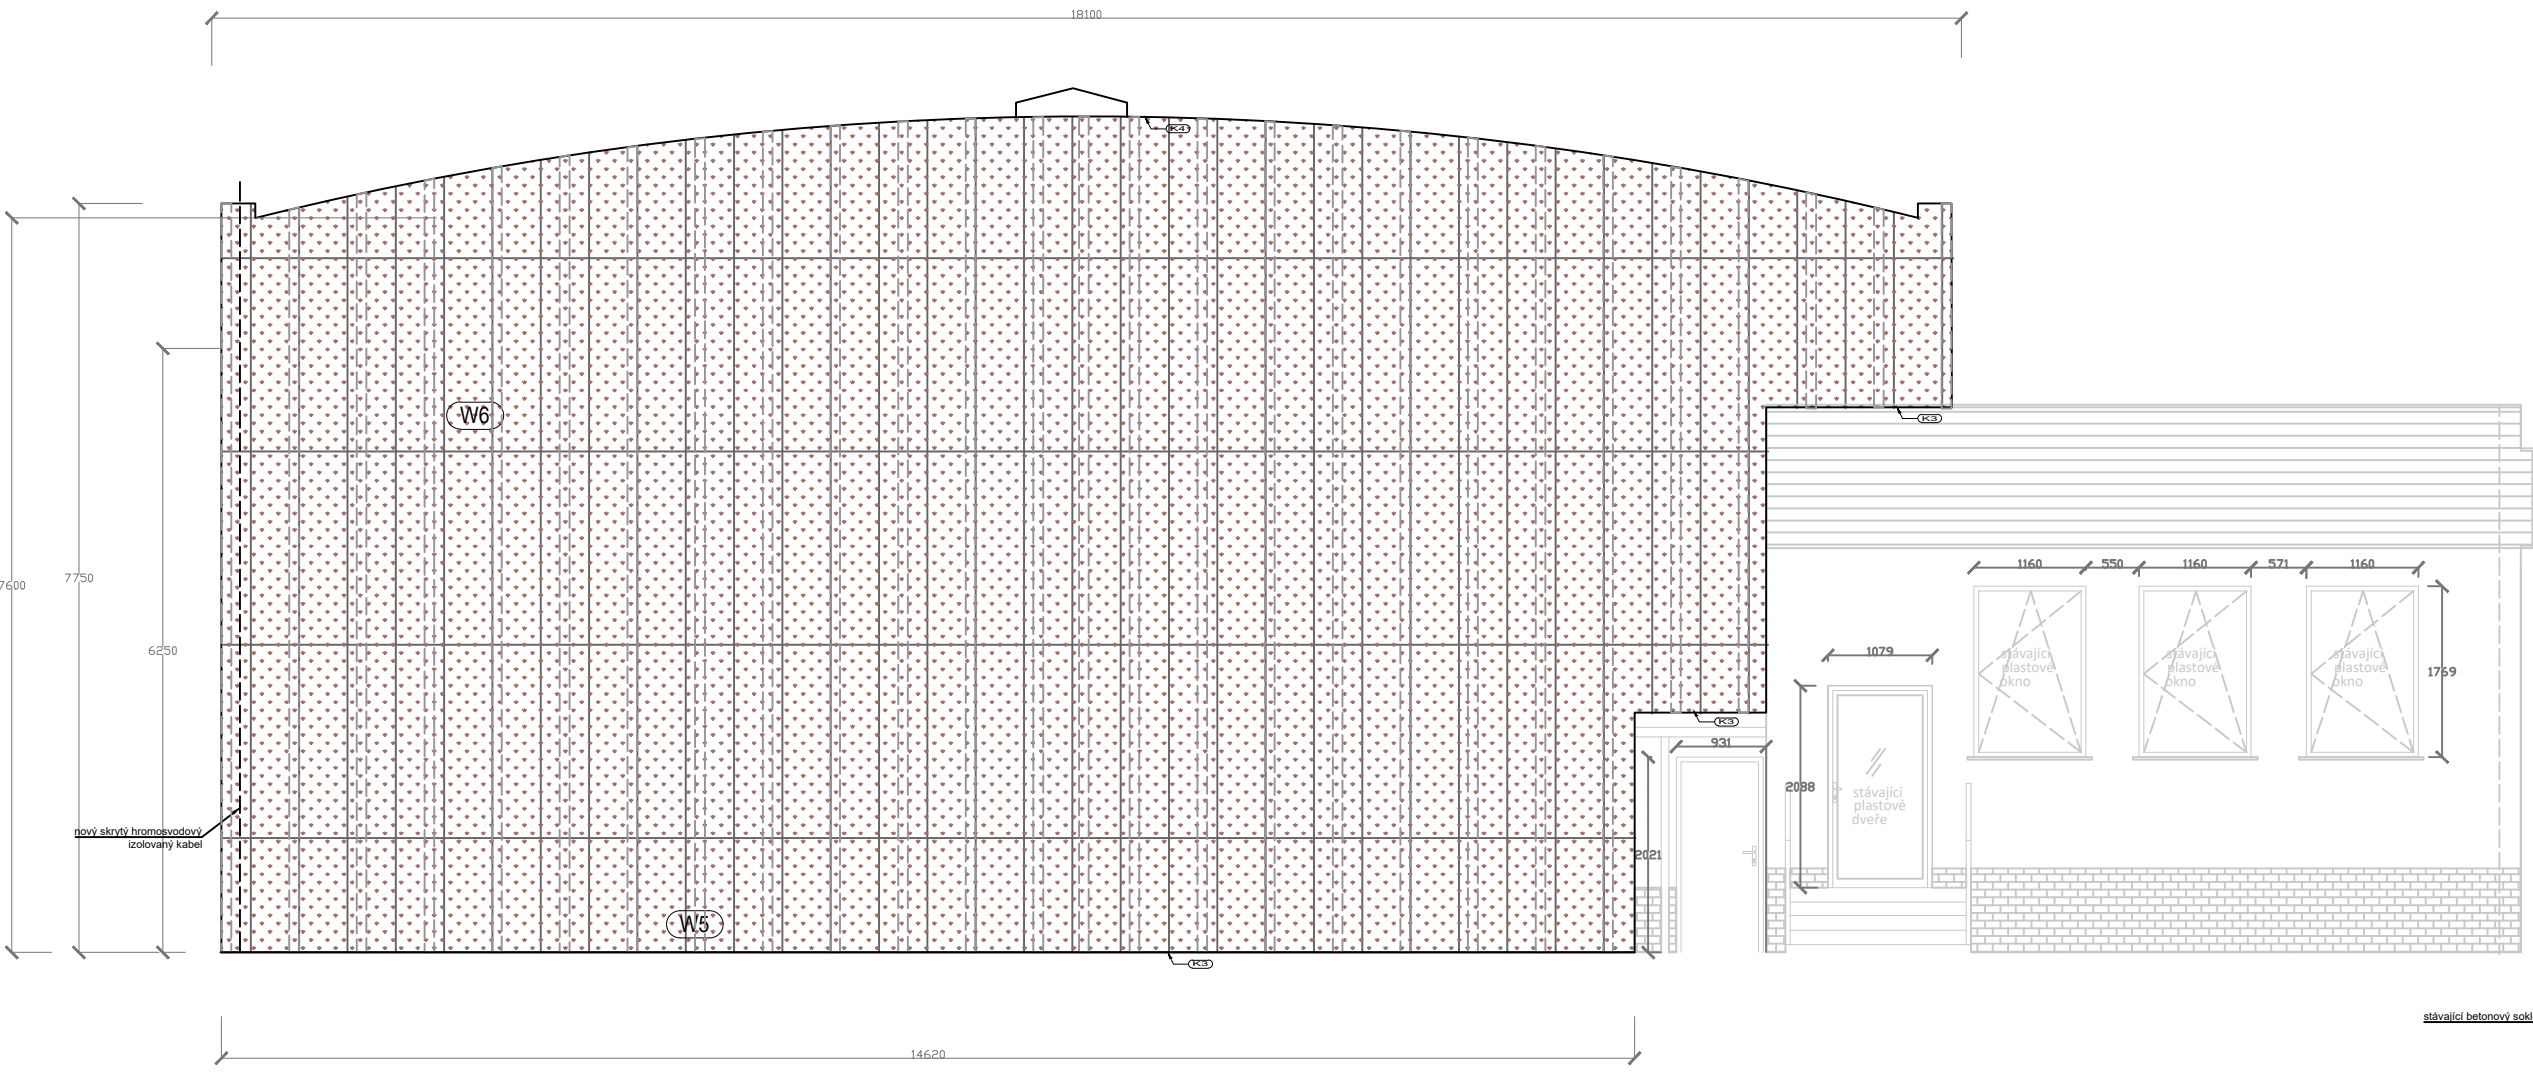 18100
K4
W6
K3
7600
7750
6250
1160
550
1160
571
1160
stávající
plastové
okno
stávající
plastové
okno
stávající
plastové
okno
1769
1079
K3
931
2088
stávající
plastové
dveře
2021
nový skrytý hromosvodový
izolovaný kabel
W5
K3
stávající betonový sokl
14620